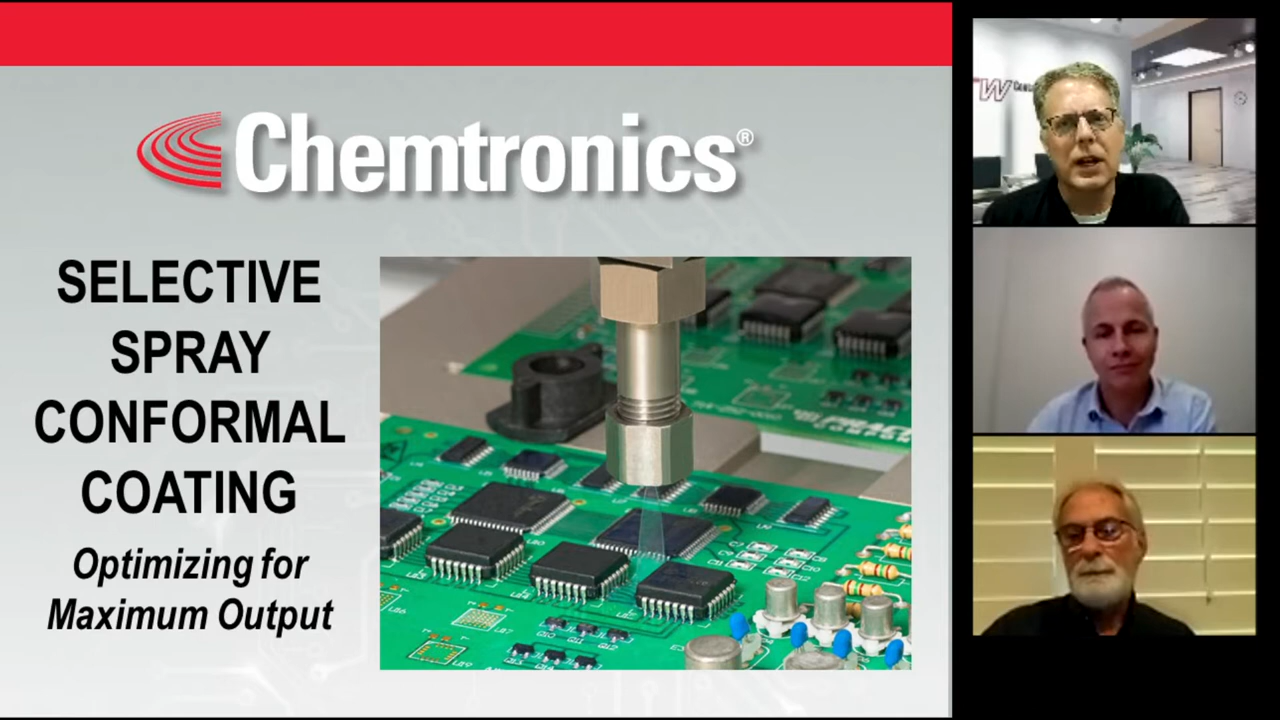 Chemtronics®
SELECTIVE
SPRAY
CONFORMAL
COATING
Optimizing for
Maximum Output